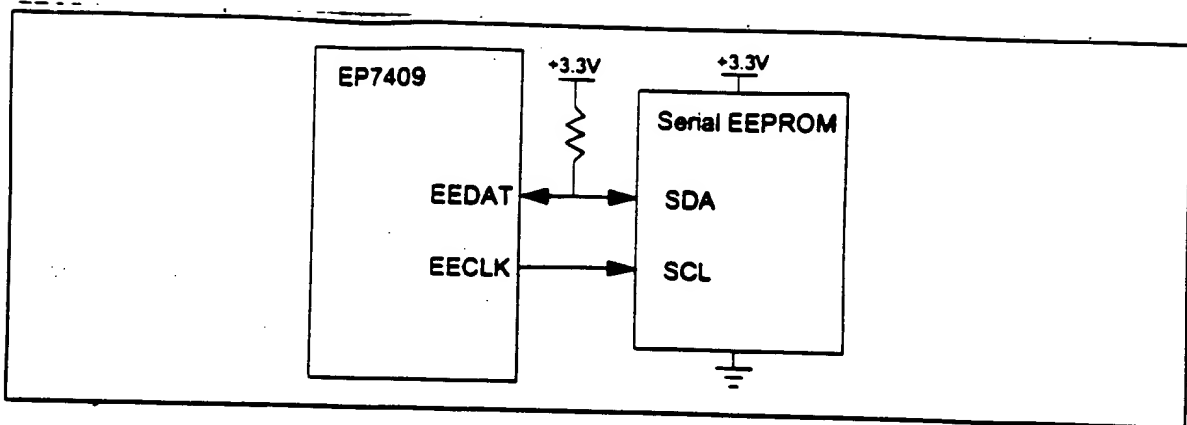 EP7409
+3.3V
+3.3V
Serial EEPROM
EEDAT
SDA
EECLK
SCL